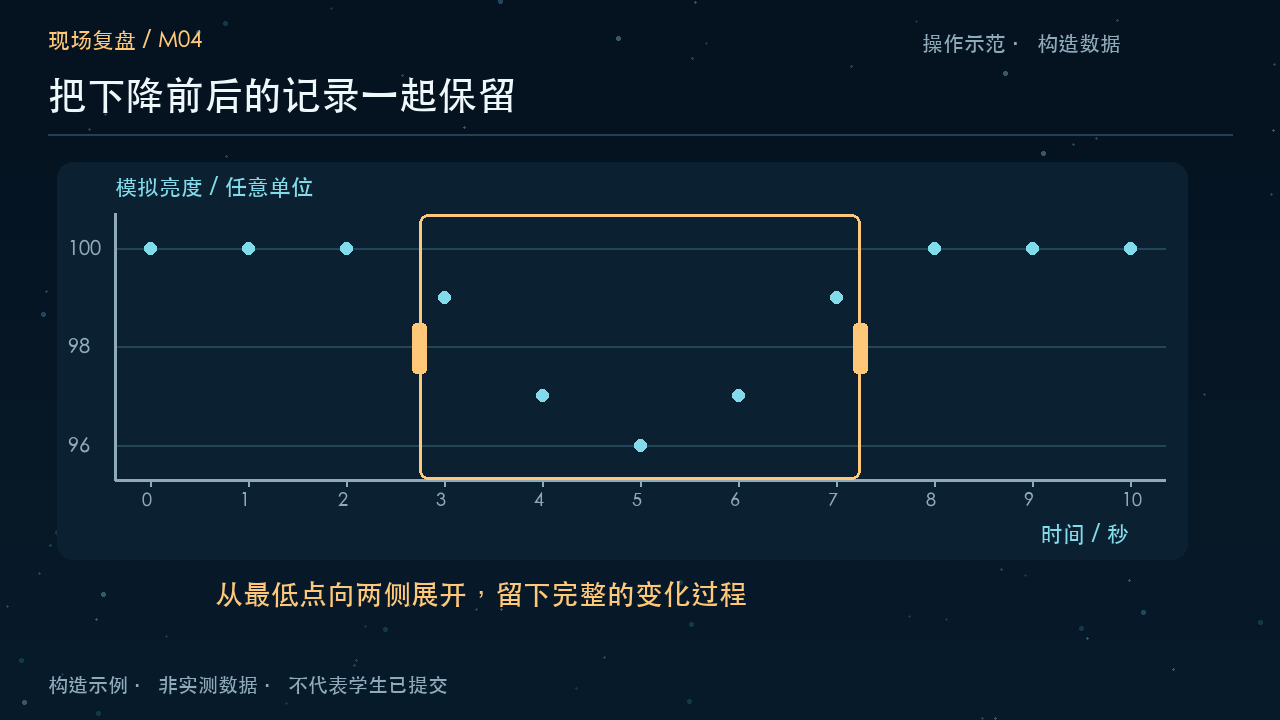 现场复盘 / M04
操作示范 · 构造数据
把下降前后的记录一起保留
模拟亮度 / 任意单位
100
98
96
0 1 2 3 4 5 6 7 8 9 10
时间 / 秒
从最低点向两侧展开，留下完整的变化过程
构造示例 · 非实测数据 · 不代表学生已提交